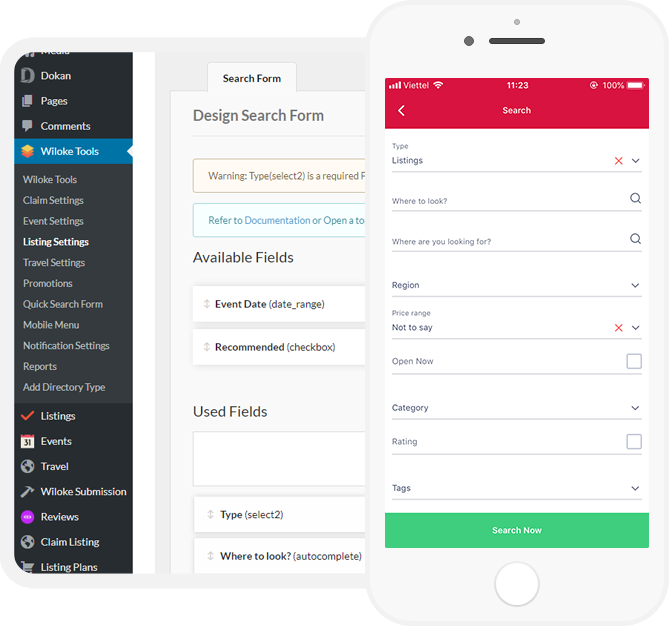 Media
Dokan
Pages
Comments
Wiloke Tools
Wiloke Tools
Claim Settings
Event Settings
Listing Settings
Travel Settings
Promotions
Quick Search Form
Mobile Menu
Notification Settings
Reports
Add Directory Type
Listings
31 Events
Travel
Wiloke Submission
Reviews
Claim Listing
Listing Plans
Search Form
Design Search Form
Warning: Type(select2) is a required F
Refer to Documentation or Open a to
Available Fields
Event Date (date_range)
Recommended (checkbox)
Used Fields
Type (select2)
Where to look? (autocomplete)
Viettel 11:23 100%
Search
Type
Listings
Where to look?
Where are you looking for?
Region
Price range
Not to say
Open Now
Category
Rating
Tags
Search Now